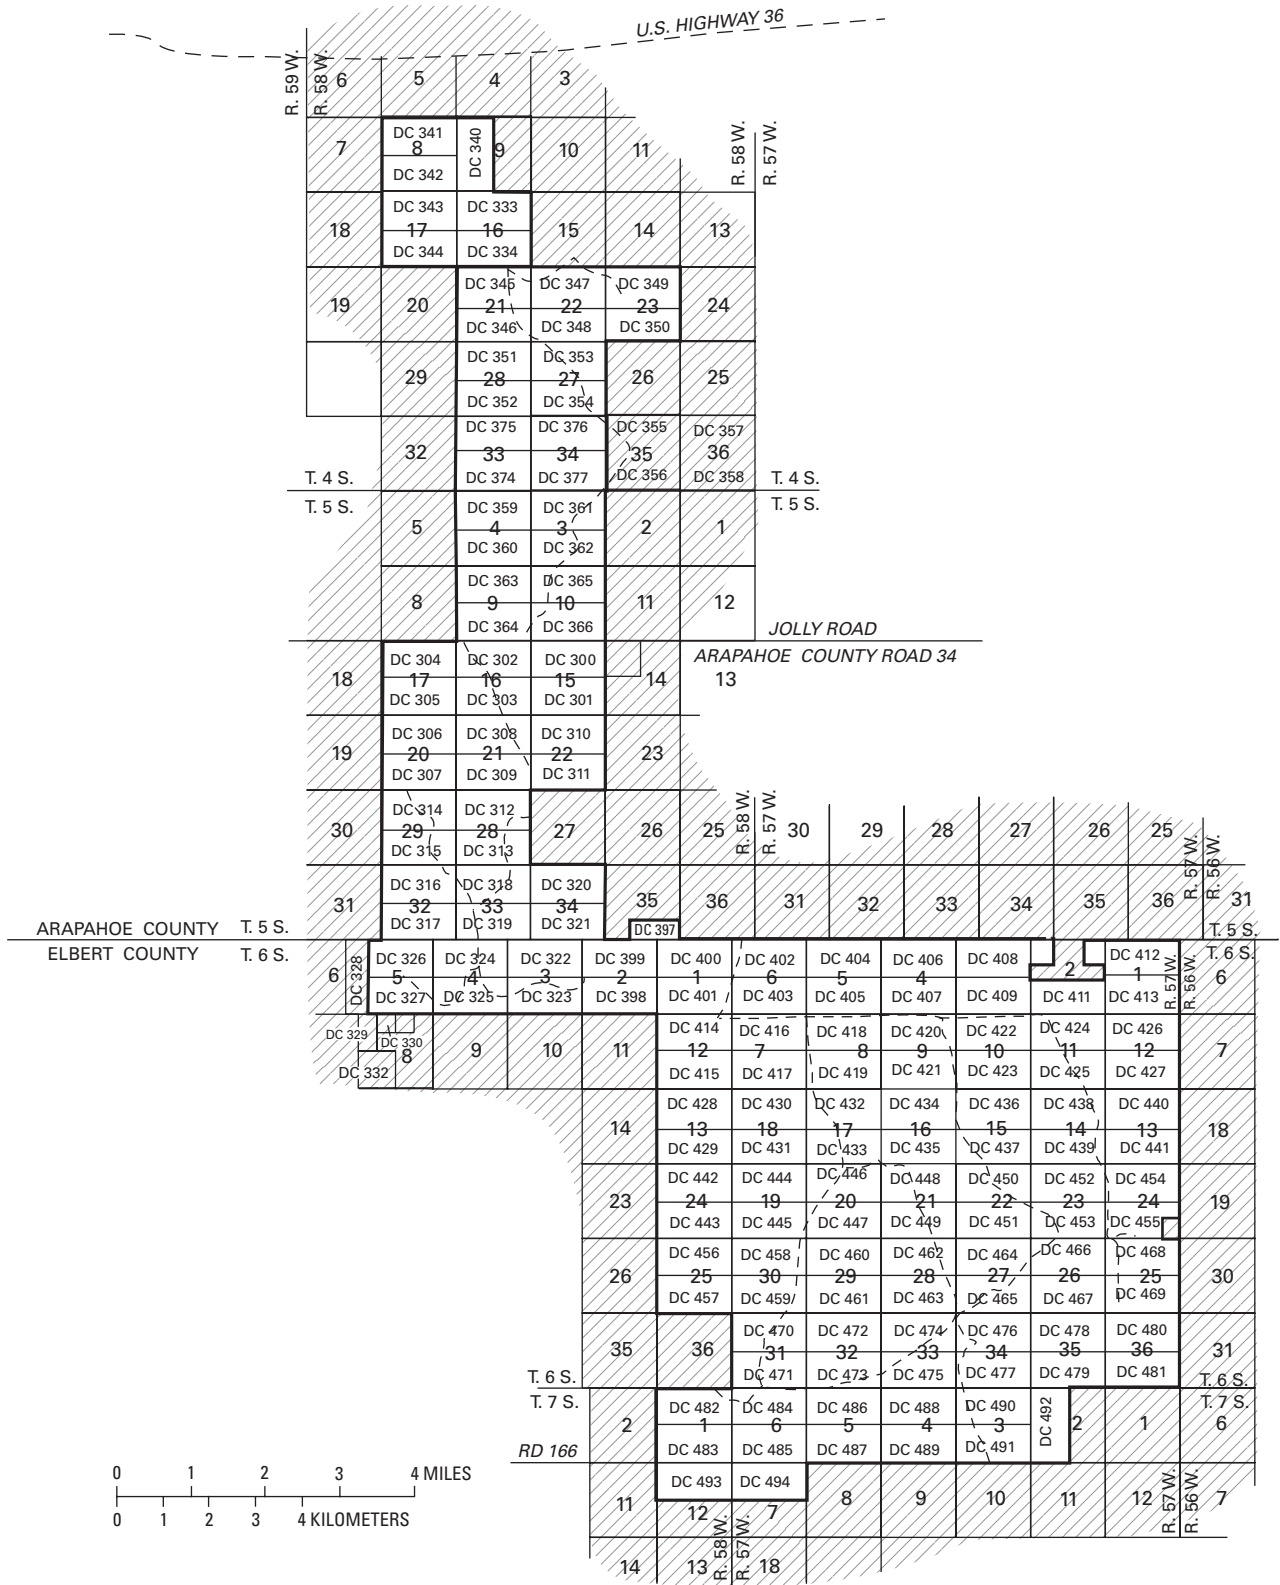 U.S. HIGHWAY 36
R. 59 W.
R. 58 W.
6 5 4 3
DC 341 DC 340
7 8 9 10 11
DC 342
R. 58 W.
R. 57 W.
DC 343 DC 333
18 17 16 15 14 13
DC 344 DC 334
DC 345 DC 347 DC 349
19 20 21 22 23 24
DC 346 DC 348 DC 350
DC 351 DC 353
29 28 27 26 25
DC 352 DC 354
DC 375 DC 376 DC 355 DC 357
32 33 34 35 36
DC 374 DC 377 DC 356 DC 358
T. 4 S. T. 4 S.
T. 5 S. T. 5 S.
DC 359 DC 361
5 4 3 2 1
DC 360 DC 362
DC 363 DC 365
8 9 10 11 12
DC 364 DC 366
JOLLY ROAD
ARAPAHOE COUNTY ROAD 34
DC 304 DC 302 DC 300
18 17 16 15 14 13
DC 305 DC 303 DC 301
DC 306 DC 308 DC 310
19 20 21 22 23
DC 307 DC 309 DC 311
R. 58 W.
R. 57 W.
DC 314 DC 312
30 29 28 27 26 25 30 29 28 27 26 25
DC 315 DC 313
R. 57 W.
R. 56 W.
DC 316 DC 318 DC 320
31 32 33 34 35 36 31 32 33 34 35 36 31
DC 317 DC 319 DC 321 DC 397
ARAPAHOE COUNTY T. 5 S. T. 5 S.
ELBERT COUNTY T. 6 S. T. 6 S.
DC 326 DC 324 DC 322 DC 399 DC 400 DC 402 DC 404 DC 406 DC 408 DC 412
6 DC 328 5 4 3 2 1 6 5 4 2 1 6
DC 327 DC 325 DC 323 DC 398 DC 401 DC 403 DC 405 DC 407 DC 409 DC 411 DC 413
R. 57 W.
R. 56 W.
DC 329 DC 330 DC 414 DC 416 DC 418 DC 420 DC 422 DC 424 DC 426
8 9 10 11 12 7 8 9 10 11 12 7
DC 332 DC 415 DC 417 DC 419 DC 421 DC 423 DC 425 DC 427
DC 428 DC 430 DC 432 DC 434 DC 436 DC 438 DC 440
14 13 18 17 16 15 14 13 18
DC 429 DC 431 DC 433 DC 435 DC 437 DC 439 DC 441
DC 442 DC 444 DC 446 DC 448 DC 450 DC 452 DC 454
23 24 19 20 21 22 23 24 19
DC 443 DC 445 DC 447 DC 449 DC 451 DC 453 DC 455
DC 456 DC 458 DC 460 DC 462 DC 464 DC 466 DC 468
26 25 30 29 28 27 26 25 30
DC 457 DC 459 DC 461 DC 463 DC 465 DC 467 DC 469
DC 470 DC 472 DC 474 DC 476 DC 478 DC 480
35 36 31 32 33 34 35 36 31
DC 471 DC 473 DC 475 DC 477 DC 479 DC 481
T. 6 S. T. 6 S.
T. 7 S. T. 7 S.
DC 482 DC 484 DC 486 DC 488 DC 490 DC 492
2 1 6 5 4 3 2 1 6
DC 483 DC 485 DC 487 DC 489 DC 491
RD 166
DC 493 DC 494
11 12 7 8 9 10 11 12 7
R. 58 W.
R. 57 W.
R. 57 W.
R. 56 W.
14 13 18
0 1 2 3 4 MILES
0 1 2 3 4 KILOMETERS